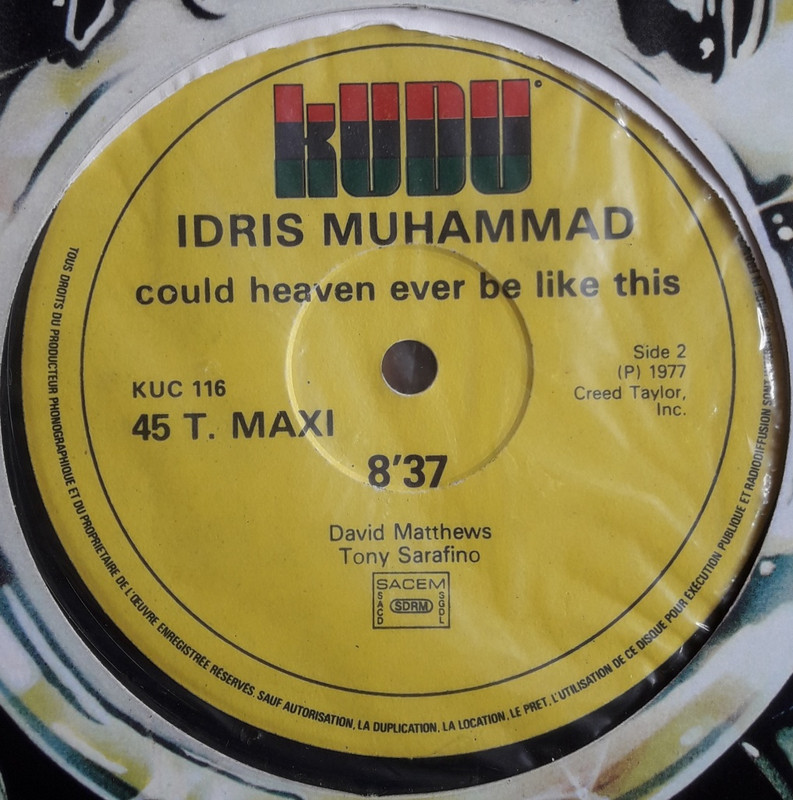 kUDU
IDRIS MUHAMMAD
could heaven ever be like this
Side 2
(P) 1977
Creed Taylor,
Inc.
KUC 116
45 T. MAXI
8'37
David Matthews
Tony Sarafino
SACEM
SACD
SDRM
SGDL
TOUS DROITS DU PRODUCTEUR PHONOGRAPHIQUE ET DU PROPRIETAIRE DE L'ŒUVRE ENREGISTRÉE RÉSERVÉS. SAUF AUTORISATION, LA DUPLICATION, LA LOCATION, LE PRET, L'UTILISATION DE CE DISQUE POUR EXÉCUTION PUBLIQUE ET RADIODIFFUSION SONT